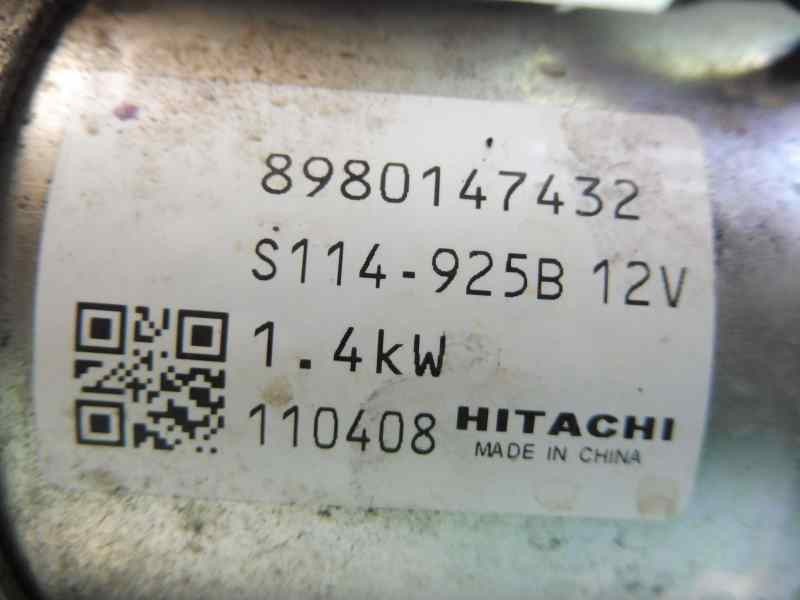 8980147432
S114-925B 12V
1.4kW
110408 HITACHI
MADE IN CHINA